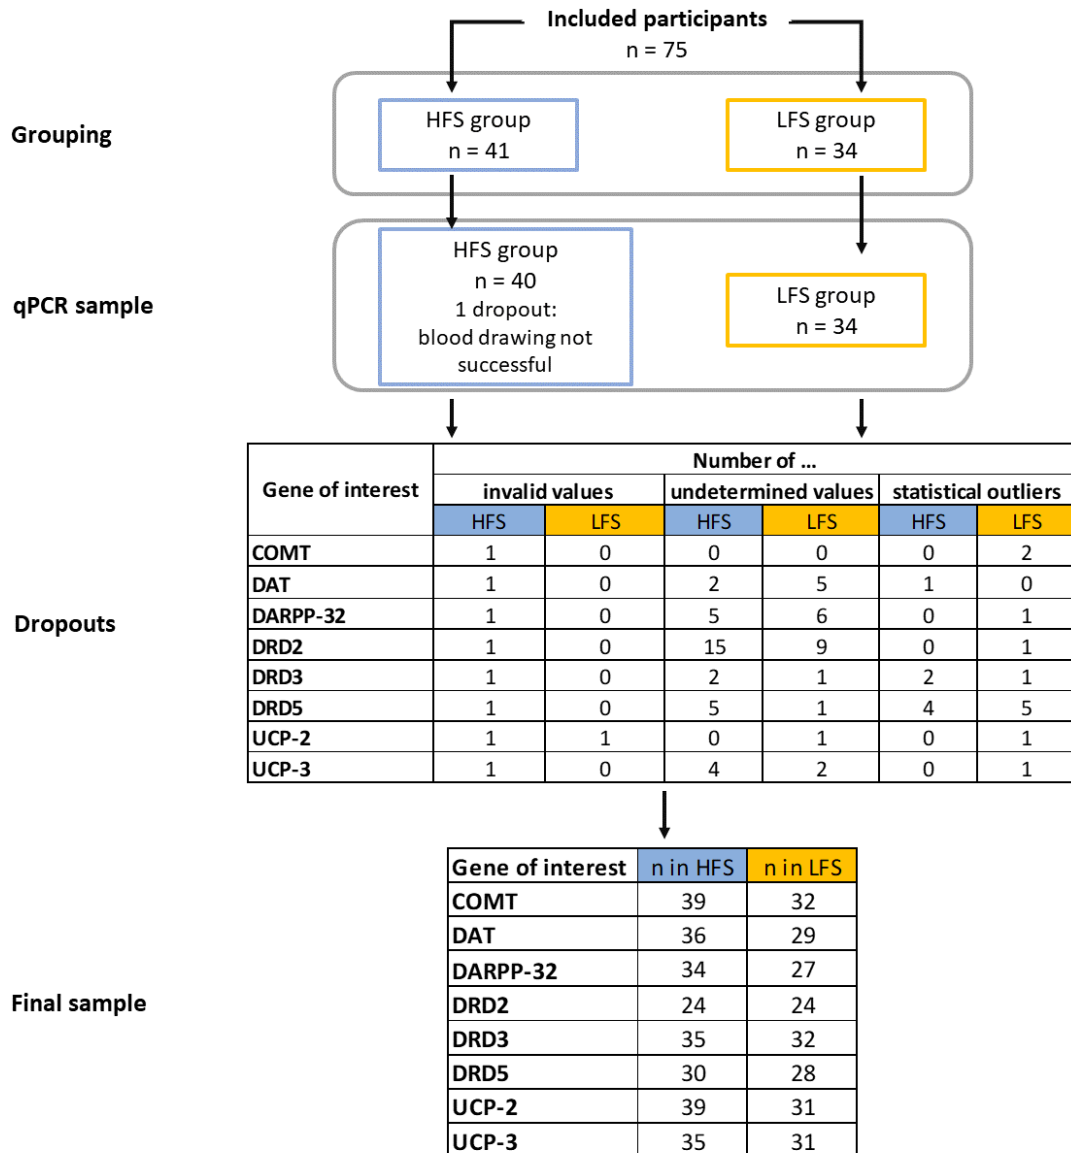 Included participants
n = 75
Grouping
HFS group
n = 41
LFS group
n = 34
qPCR sample
HFS group
n = 40
1 dropout:
blood drawing not
successful
LFS group
n = 34
Dropouts
Gene of interest
Number of ...
invalid values undetermined values statistical outliers
HFS LFS HFS LFS HFS LFS
COMT 1 0 0 0 0 2
DAT 1 0 2 5 1 0
DARPP-32 1 0 5 6 0 1
DRD2 1 0 15 9 0 1
DRD3 1 0 2 1 2 1
DRD5 1 0 5 1 4 5
UCP-2 1 1 0 1 0 1
UCP-3 1 0 4 2 0 1
Final sample
Gene of interest n in HFS n in LFS
COMT 39 32
DAT 36 29
DARPP-32 34 27
DRD2 24 24
DRD3 35 32
DRD5 30 28
UCP-2 39 31
UCP-3 35 31